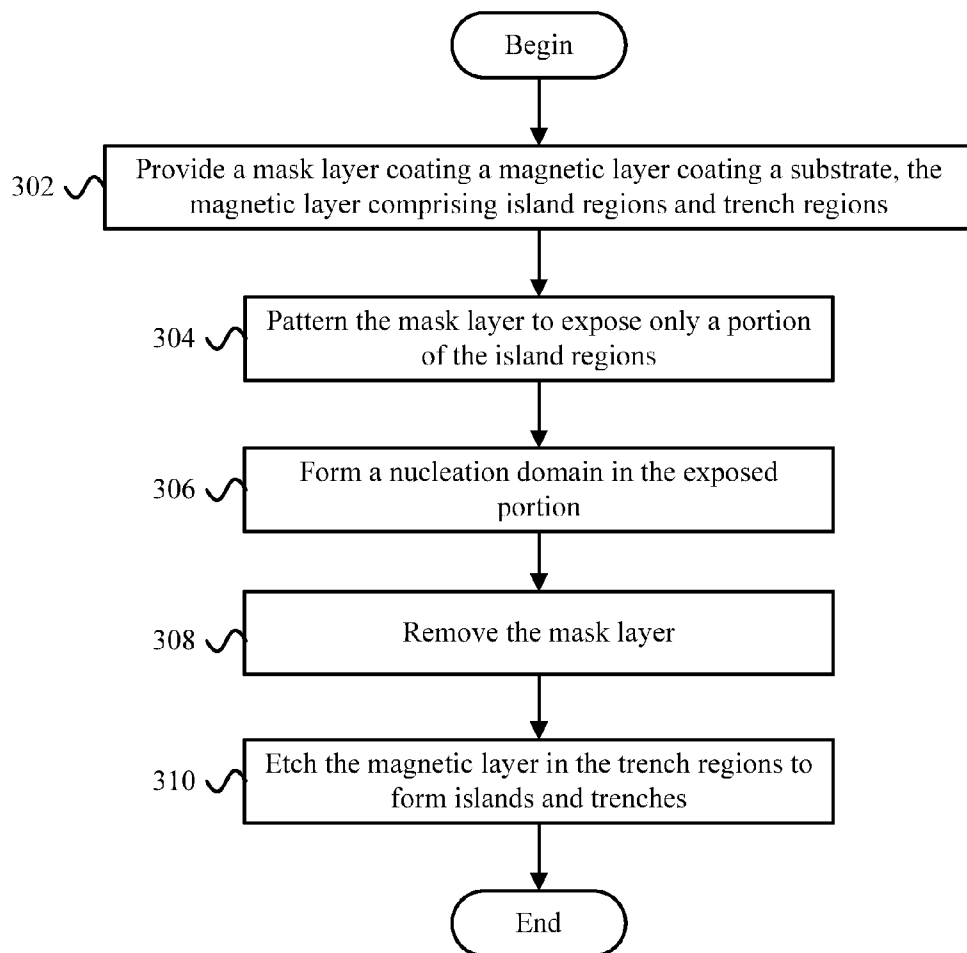 Begin
302
Provide a mask layer coating a magnetic layer coating a substrate, the
magnetic layer comprising island regions and trench regions
304
Pattern the mask layer to expose only a portion
of the island regions
306
Form a nucleation domain in the exposed
portion
308
Remove the mask layer
310
Etch the magnetic layer in the trench regions to
form islands and trenches
End